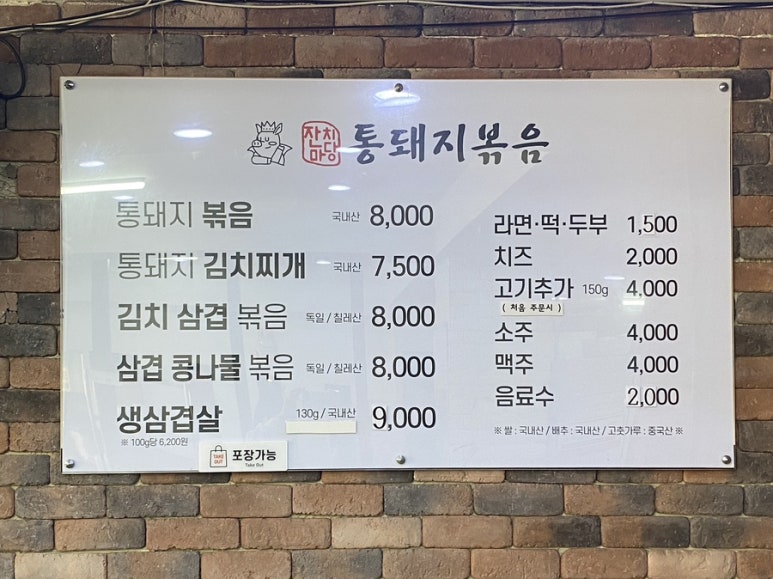 잔치마당 통돼지볶음
통돼지 볶음 국내산 8,000
통돼지 김치찌개 국내산 7,500
김치 삼겹 볶음 독일 / 칠레산 8,000
삼겹 콩나물 볶음 독일 / 칠레산 8,000
생삼겹살 130g / 국내산 9,000
※ 100g당 6,200원
TAKE OUT 포장가능
Take Out
라면·떡·두부 1,500
치즈 2,000
고기추가 150g 4,000
( 처음 주문시 )
소주 4,000
맥주 4,000
음료수 2,000
※ 쌀 : 국내산 / 배추 : 국내산 / 고춧가루 : 중국산 ※